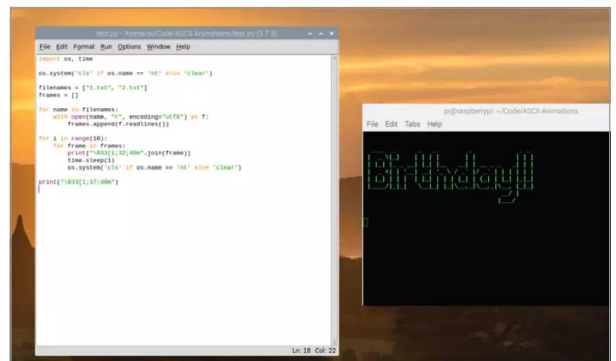 test.py - /home/pi/Code/ASCII Animations/test.py (3.7.3)
File Edit Format Run Options Window Help
import os, time
os.system('cls' if os.name == 'nt' else 'clear')
filenames = ["1.txt", "2.txt"]
frames = []
for name in filenames:
with open(name, "r", encoding="utf8") as f:
frames.append(f.readlines())
for i in range(10):
for frame in frames:
print("\033[1;32;40m".join(frame))
time.sleep(1)
os.system('cls' if os.name == 'nt' else 'clear')
print("\033[1;37;40m")
Ln: 18 Col: 22
pi@raspberrypi: ~/Code/ASCII Animations
File Edit Tabs Help
Birthday!!